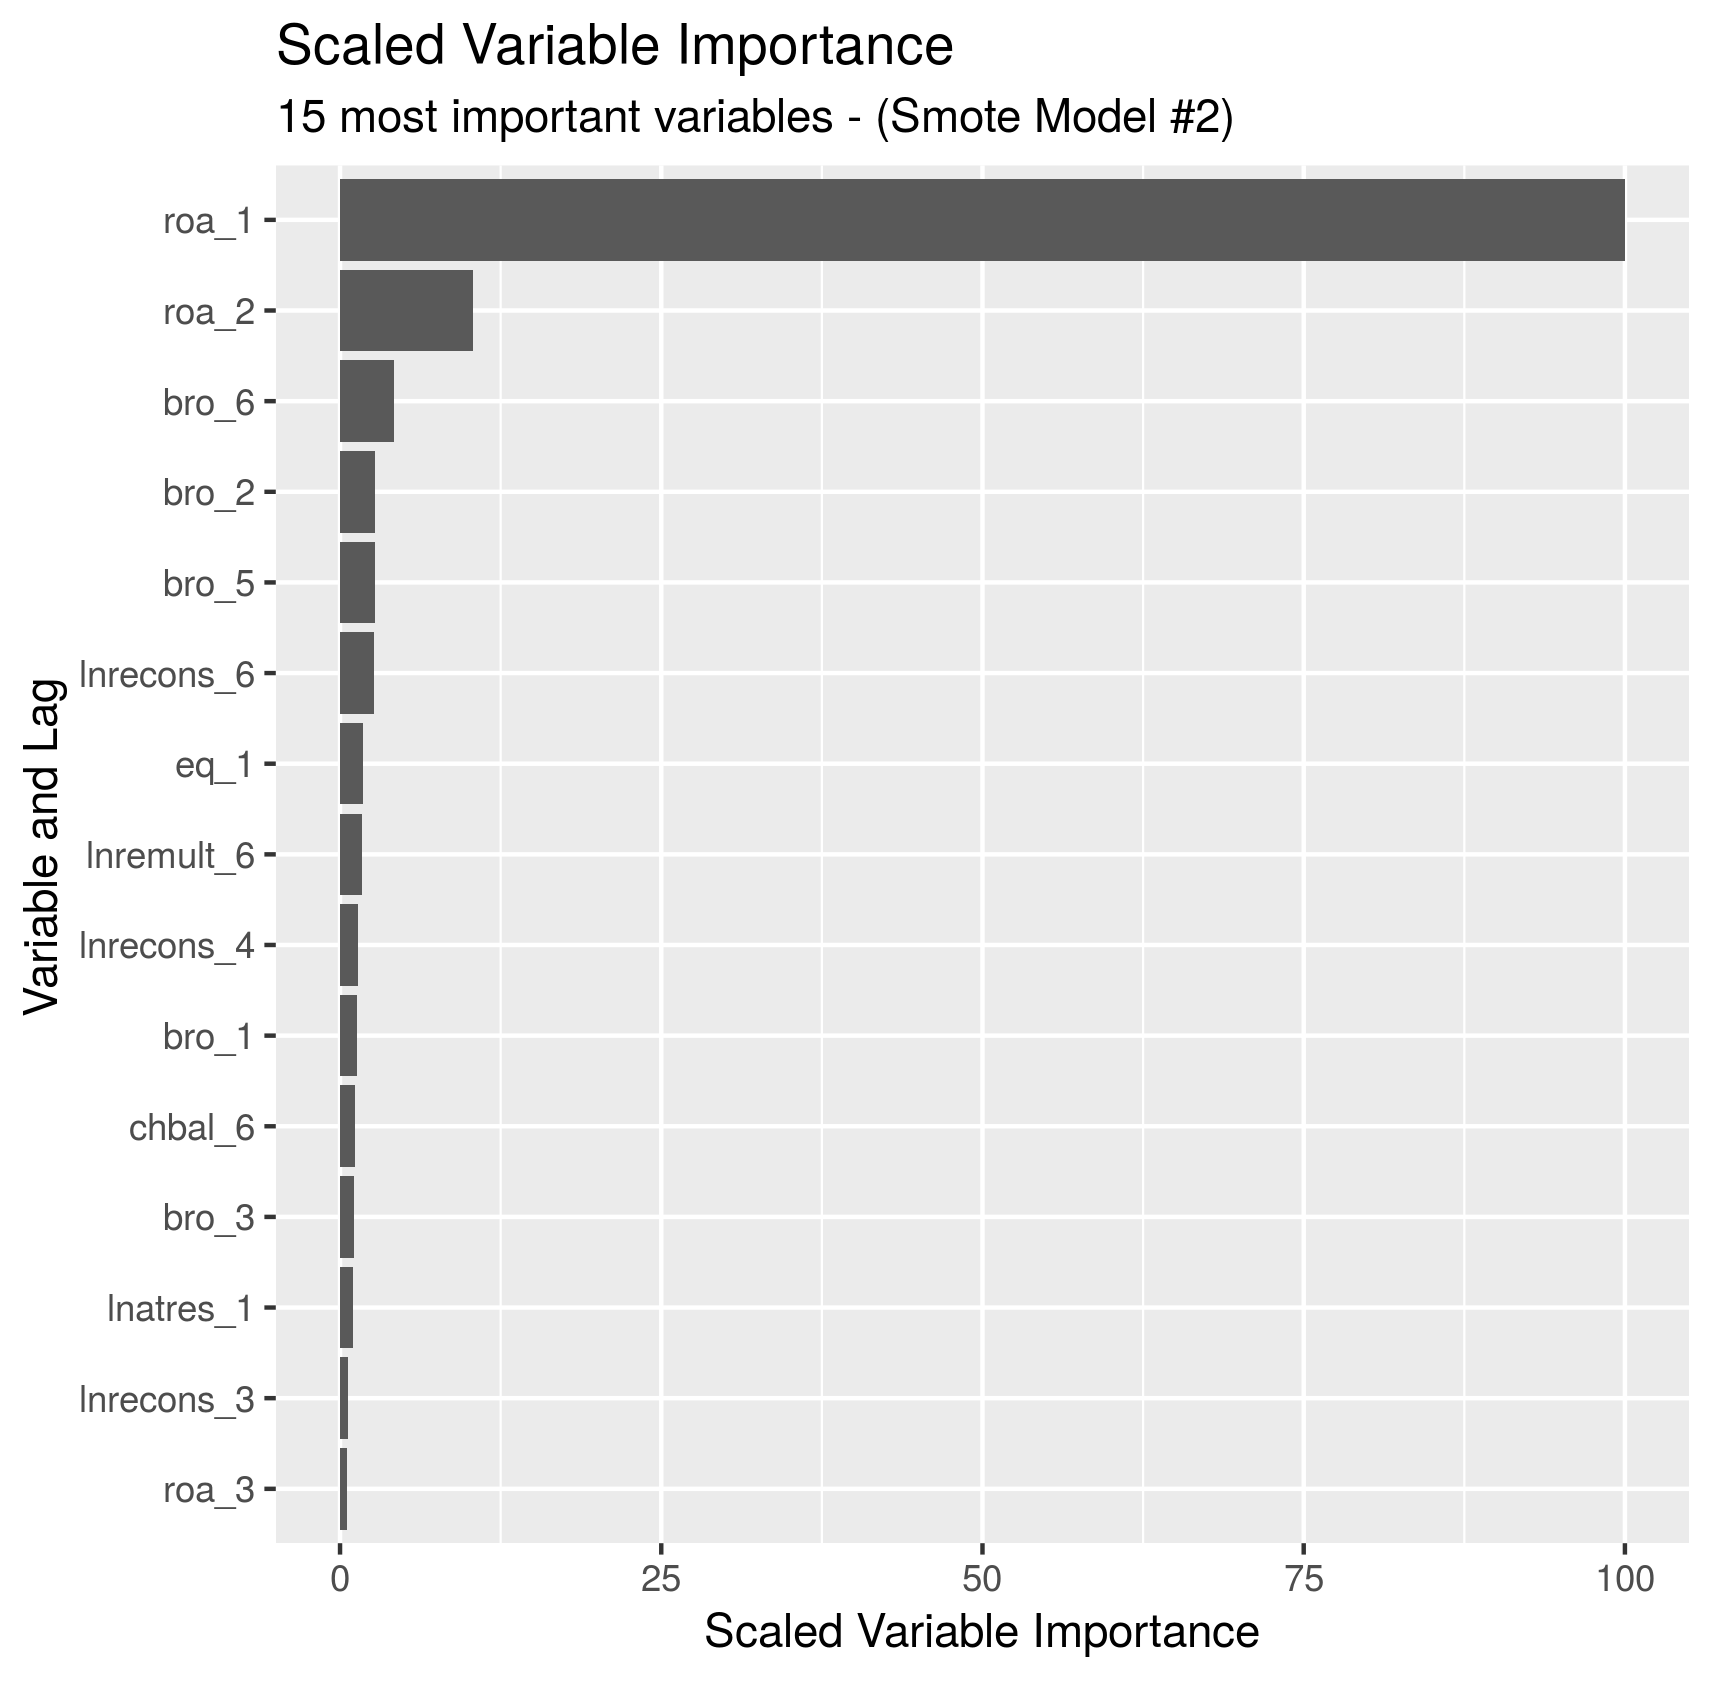 Scaled Variable Importance
15 most important variables - (Smote Model #2)
Variable and Lag
roa_1
roa_2
bro_6
bro_2
bro_5
lnrecons_6
eq_1
lnremult_6
lnrecons_4
bro_1
chbal_6
bro_3
lnatres_1
lnrecons_3
roa_3
0 25 50 75 100
Scaled Variable Importance